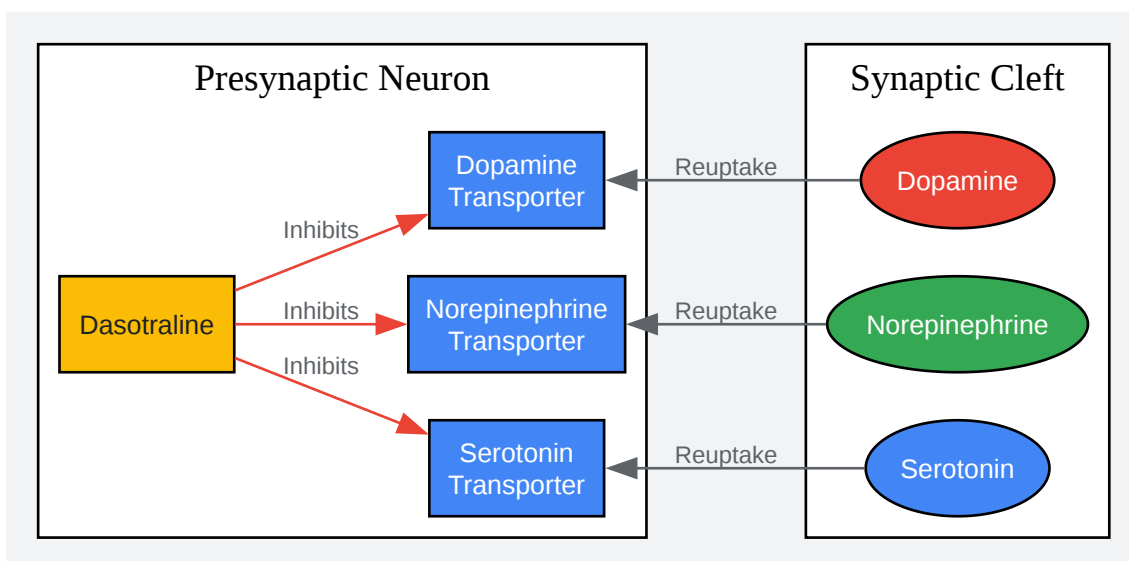 Presynaptic Neuron
Synaptic Cleft
Dopamine
Transporter
Reuptake
Dopamine
Inhibits
Dasotraline
Inhibits
Norepinephrine
Transporter
Reuptake
Norepinephrine
Inhibits
Serotonin
Transporter
Reuptake
Serotonin